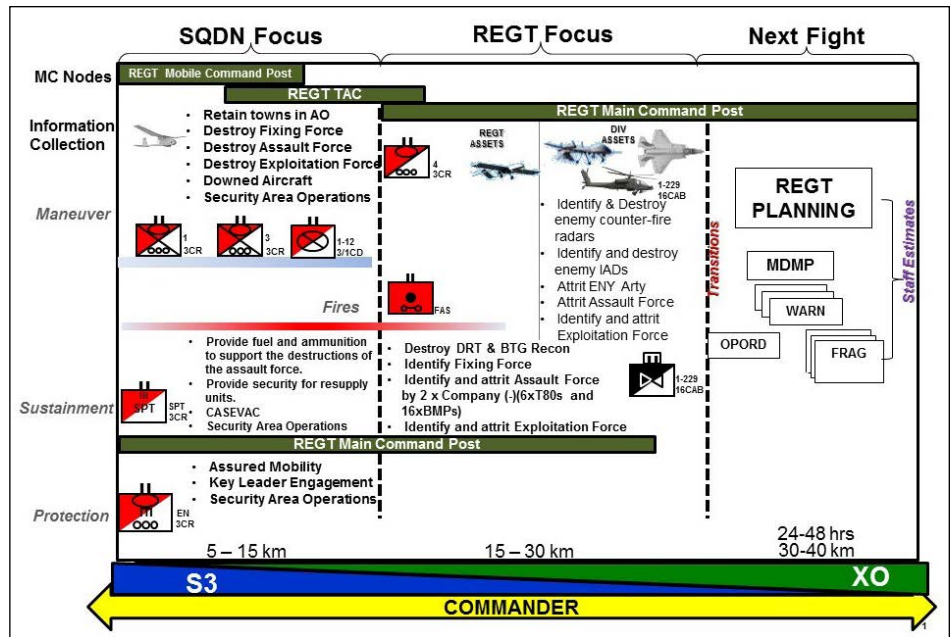 SQDN Focus
REGT Focus
Next Fight
MC Nodes
REGT Mobile Command Post
REGT TAC
REGT Main Command Post
Information
Collection
• Retain towns in AO
• Destroy Fixing Force
• Destroy Assault Force
• Destroy Exploitation Force
• Downed Aircraft
• Security Area Operations
4
3CR
REGT
ASSETS
DIV
ASSETS
1-229
16CAB
Maneuver
1
3CR
3
3CR
1-12
3/1CD
• Identify & Destroy
enemy counter-fire
radars
• Identify and destroy
enemy IADs
• Attrit ENY Arty
• Attrit Assault Force
• Identify and attrit
Exploitation Force
Transitions
REGT
PLANNING
MDMP
WARN
OPORD
FRAG
Staff Estimates
Fires
FAS
• Provide fuel and ammunition
to support the destructions of
the assault force.
• Provide security for resupply
units.
• CASEVAC
• Security Area Operations
• Destroy DRT & BTG Recon
• Identify Fixing Force
• Identify and attrit Assault Force
by 2 x Company (-)(6xT80s and
16xBMPs)
• Identify and attrit Exploitation Force
1-229
16CAB
Sustainment
III
SPT
SPT
3CR
REGT Main Command Post
• Assured Mobility
• Key Leader Engagement
• Security Area Operations
Protection
EN
3CR
5 – 15 km
15 – 30 km
24-48 hrs
30-40 km
S3
XO
COMMANDER
1